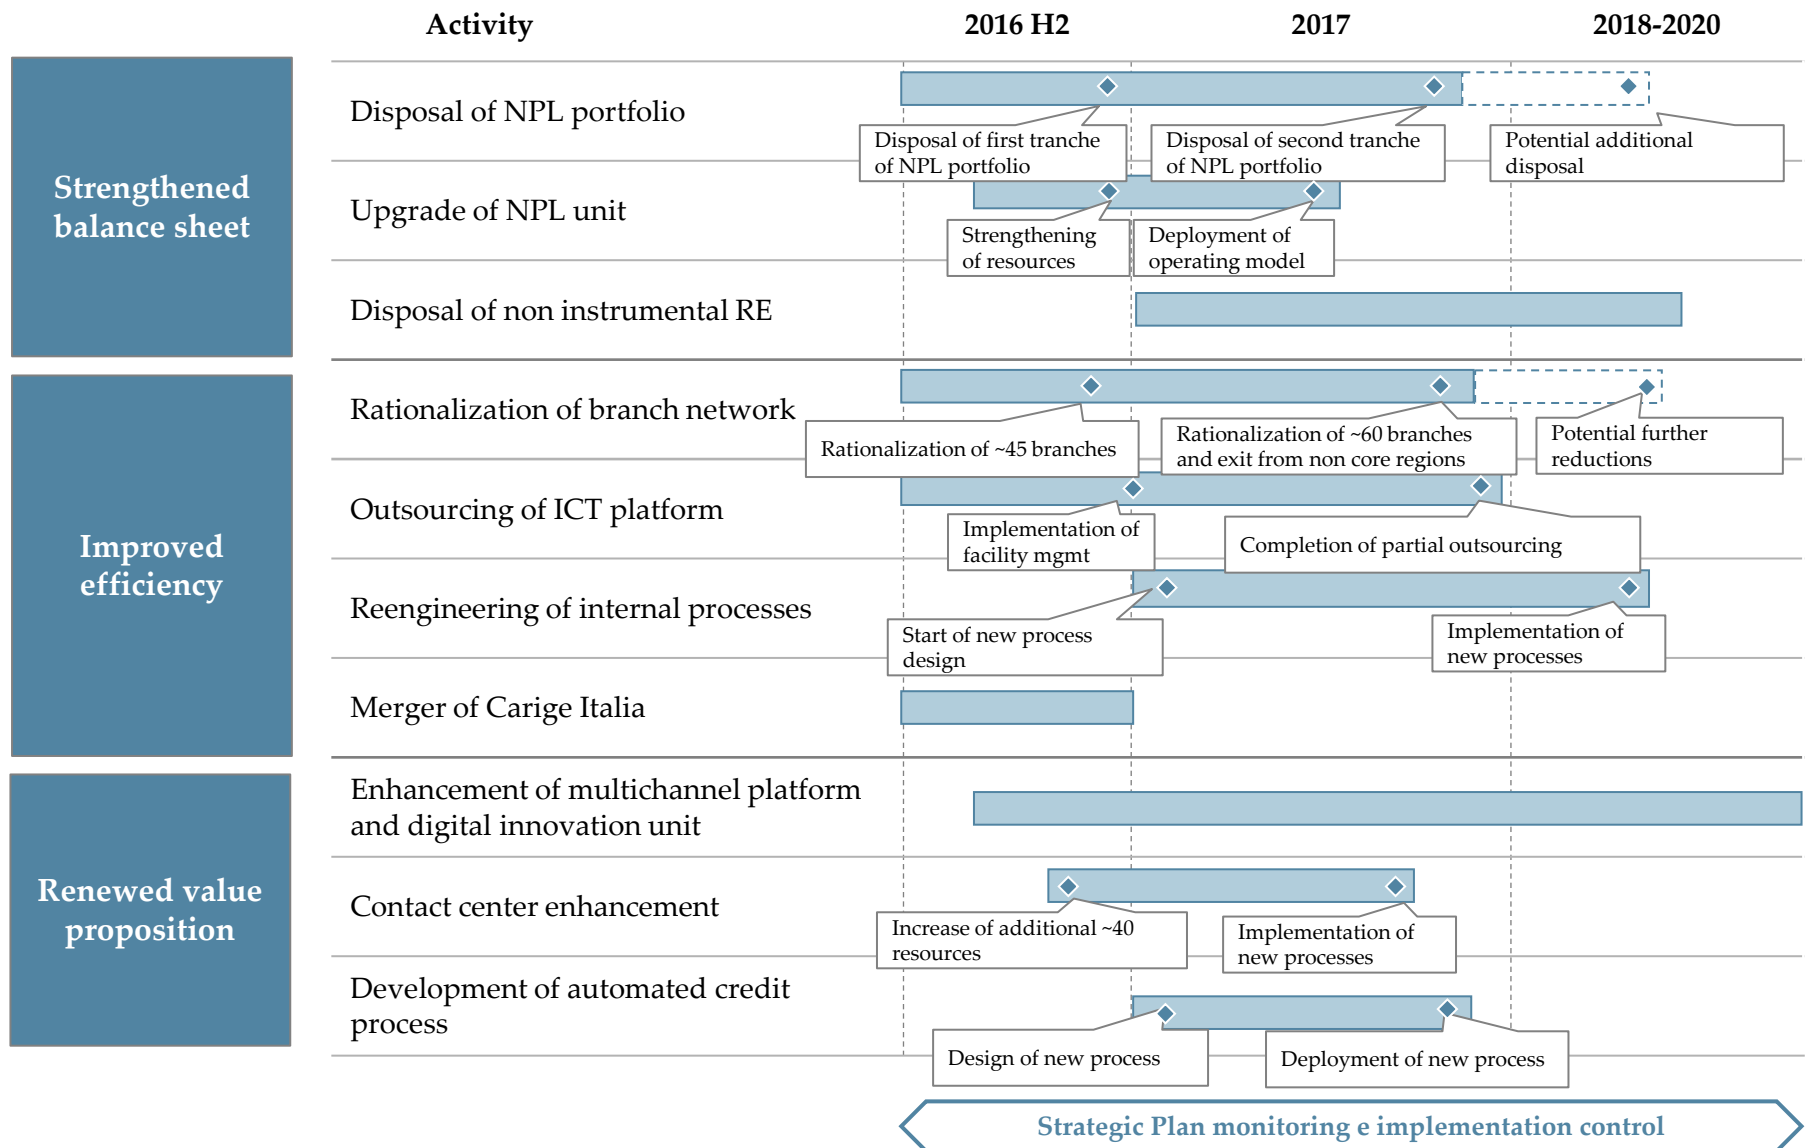 Activity
2016 H2
2017
2018-2020
Strengthened
balance sheet
Disposal of NPL portfolio
Disposal of first tranche
of NPL portfolio
Disposal of second tranche
of NPL portfolio
Potential additional
disposal
Upgrade of NPL unit
Strengthening
of resources
Deployment of
operating model
Disposal of non instrumental RE
Improved
efficiency
Rationalization of branch network
Rationalization of ~45 branches
Rationalization of ~60 branches
and exit from non core regions
Potential further
reductions
Outsourcing of ICT platform
Implementation of
facility mgmt
Completion of partial outsourcing
Reengineering of internal processes
Start of new process
design
Implementation of
new processes
Merger of Carige Italia
Renewed value
proposition
Enhancement of multichannel platform
and digital innovation unit
Contact center enhancement
Increase of additional ~40
resources
Implementation of
new processes
Development of automated credit
process
Design of new process
Deployment of new process
Strategic Plan monitoring e implementation control